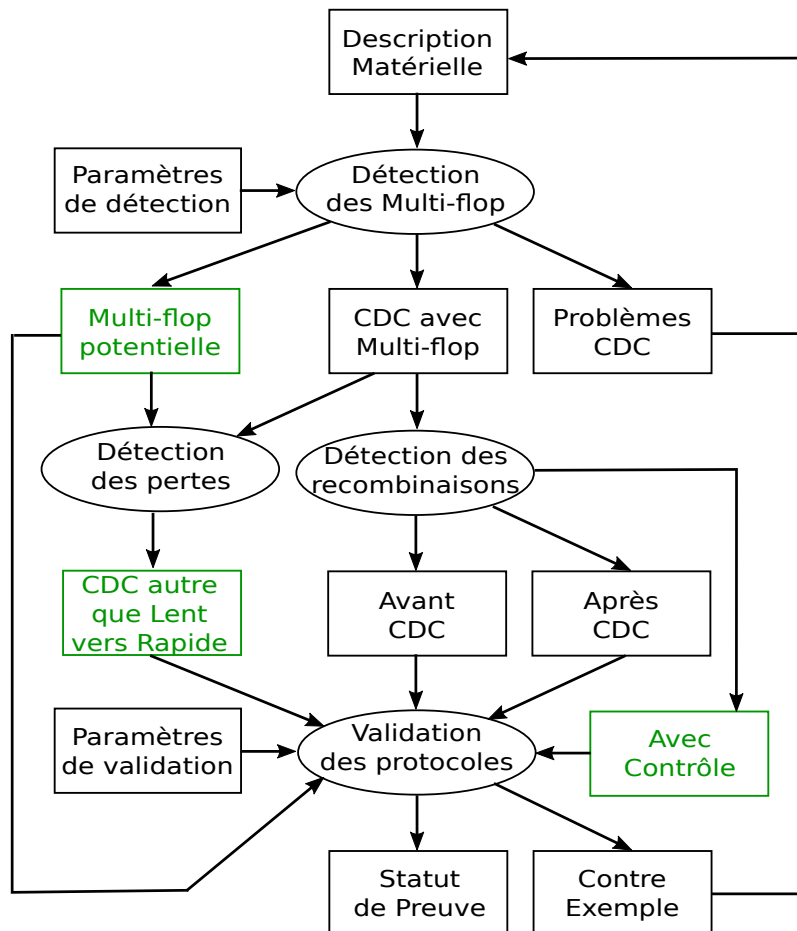 Description
Matérielle
Paramètres
de détection
Détection
des Multi-flop
Multi-flop
potentielle
CDC avec
Multi-flop
Problèmes
CDC
Détection
des pertes
Détection des
recombinaisons
CDC autre
que Lent
vers Rapide
Avant
CDC
Après
CDC
Paramètres
de validation
Validation
des protocoles
Avec
Contrôle
Statut
de Preuve
Contre
Exemple